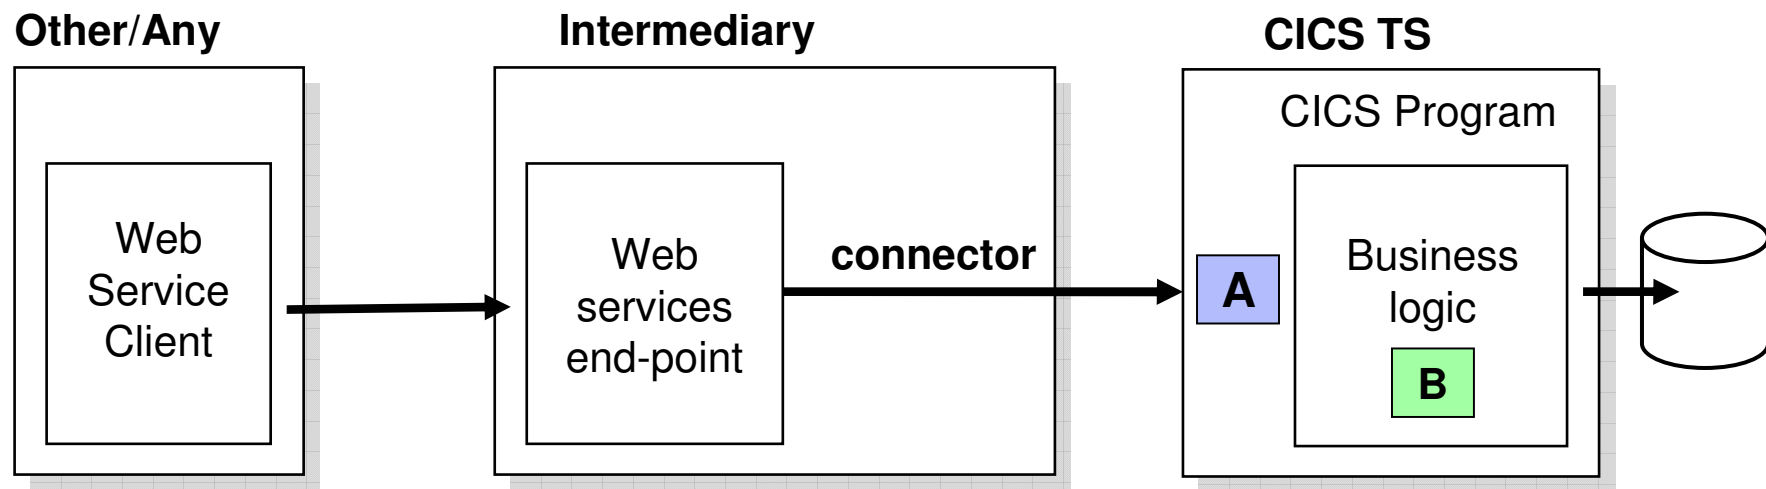 Other/Any
Intermediary
CICS TS
CICS Program
Web
Service
Client
Web
services
end-point
connector
A
Business
logic
B